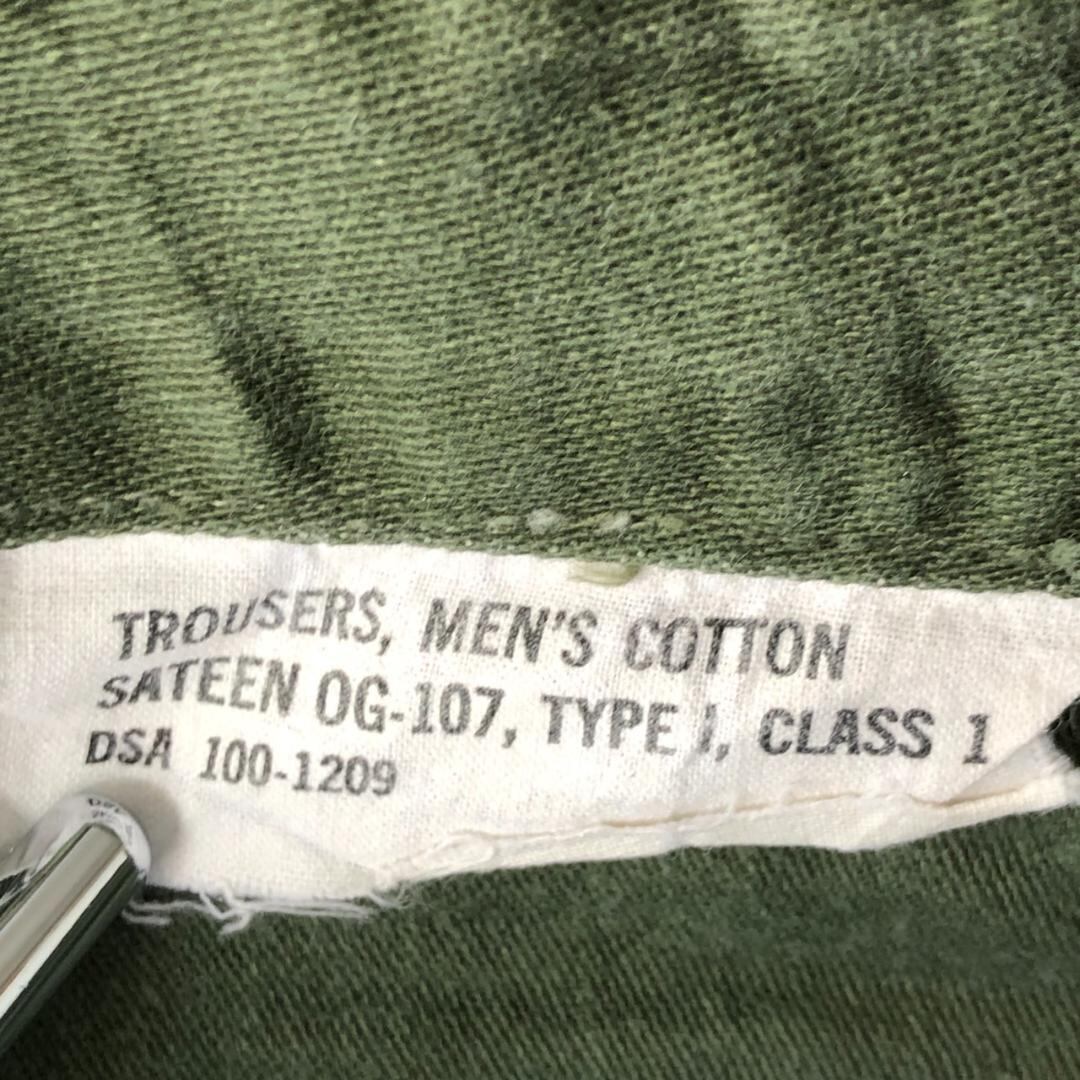 TROUSERS, MEN'S COTTON
SATEEN OG-107, TYPE I, CLASS 1
DSA 100-1209